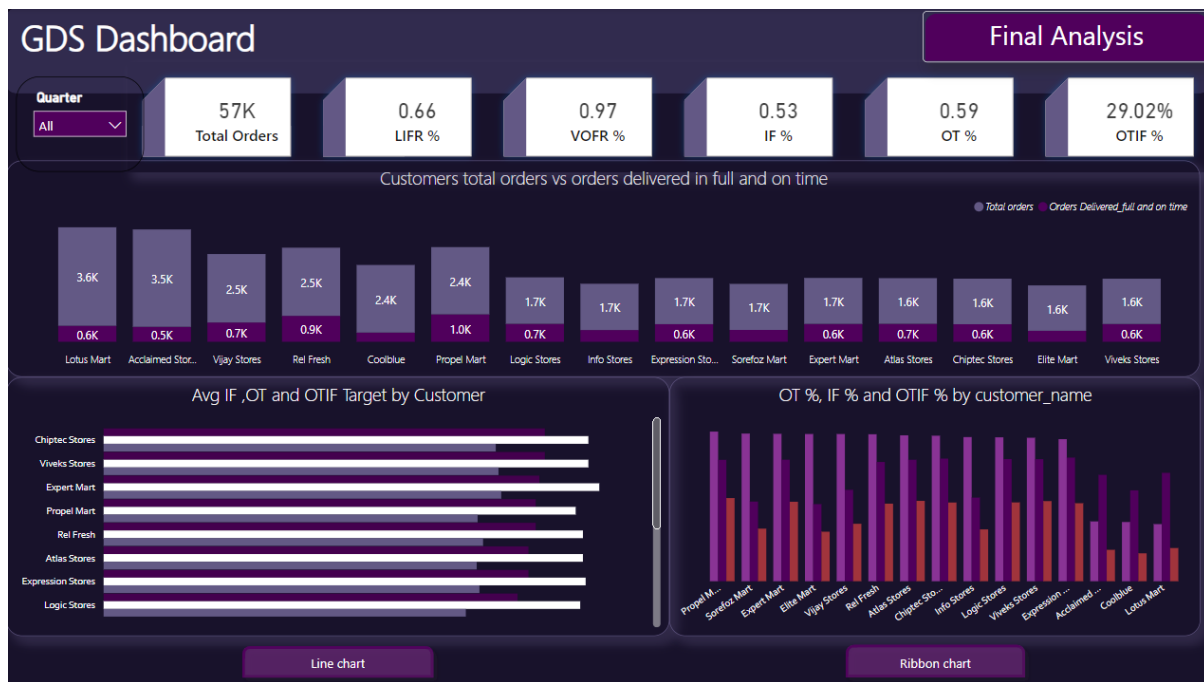 GDS Dashboard
Final Analysis
Quarter
All
57K
Total Orders
0.66
LIFR %
0.97
VOFR %
0.53
IF %
0.59
OT %
29.02%
OTIF %
Customers total orders vs orders delivered in full and on time
Total orders Orders Delivered_full and on time
3.6K 3.5K 2.5K 2.5K 2.4K 2.4K 1.7K 1.7K 1.7K 1.7K 1.7K 1.6K 1.6K 1.6K 1.6K
0.6K 0.5K 0.7K 0.9K 1.0K 0.7K 0.6K 0.6K 0.7K 0.6K 0.6K
Lotus Mart Acclaimed Stor... Vijay Stores Rel Fresh Coolblue Propel Mart Logic Stores Info Stores Expression Sto... Sorefoz Mart Expert Mart Atlas Stores Chiptec Stores Elite Mart Viveks Stores
Avg IF ,OT and OTIF Target by Customer
Chiptec Stores
Viveks Stores
Expert Mart
Propel Mart
Rel Fresh
Atlas Stores
Expression Stores
Logic Stores
OT %, IF % and OTIF % by customer_name
Propel M... Sorefoz Mart Expert Mart Elite Mart Vijay Stores Rel Fresh Atlas Stores Chiptec Sto... Info Stores Logic Stores Viveks Stores Expression ... Acclaimed ... Coolblue Lotus Mart
Line chart
Ribbon chart